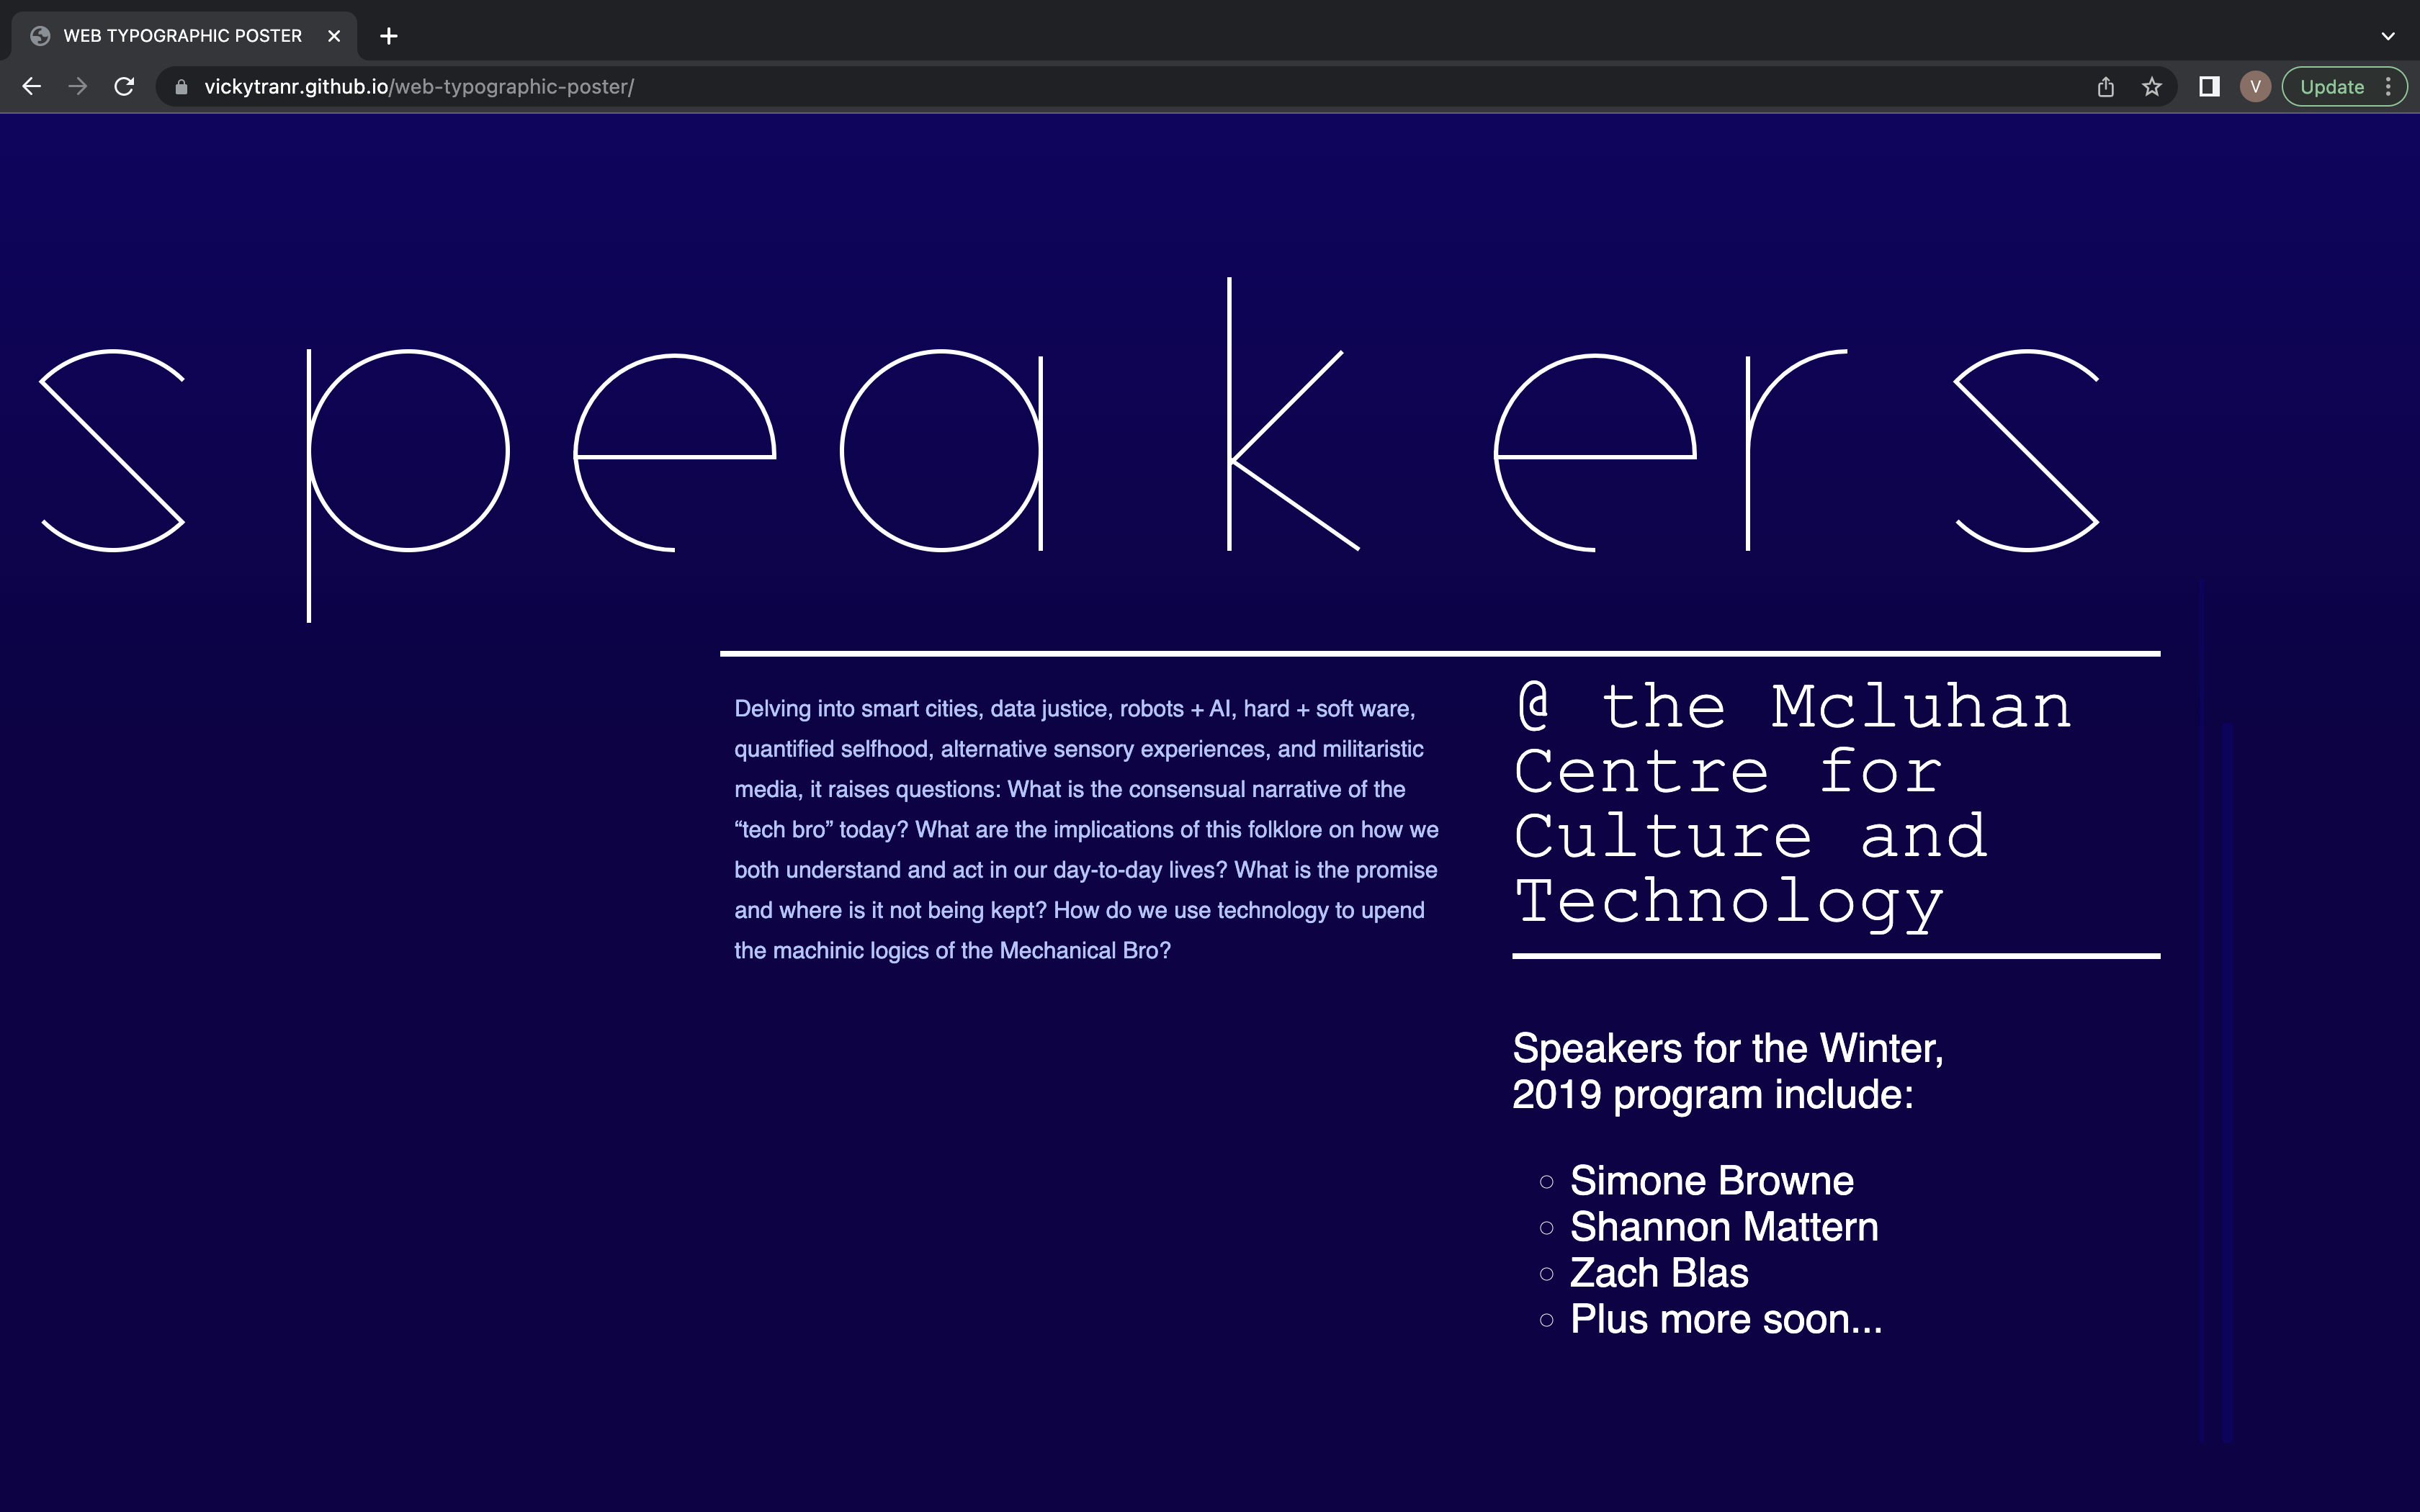 WEB TYPOGRAPHIC POSTER
vickytranr.github.io/web-typographic-poster/
V
Update
speakers
Delving into smart cities, data justice, robots + AI, hard + soft ware,
quantified selfhood, alternative sensory experiences, and militaristic
media, it raises questions: What is the consensual narrative of the
“tech bro” today? What are the implications of this folklore on how we
both understand and act in our day-to-day lives? What is the promise
and where is it not being kept? How do we use technology to upend
the machinic logics of the Mechanical Bro?
@ the Mcluhan
Centre for
Culture and
Technology
Speakers for the Winter,
2019 program include:
Simone Browne
Shannon Mattern
Zach Blas
Plus more soon...